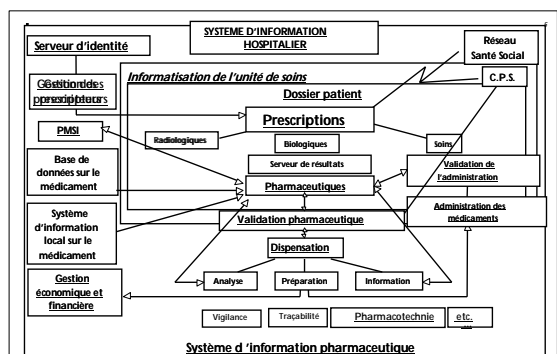 SYSTEME D'INFORMATION
HOSPITALIER
Serveur d'identité
Réseau
Santé Social
Gestion des
prescripteurs
Informatisation de l'unité de soins
C.P.S.
Dossier patient
Prescriptions
PMSI
Radiologiques
Biologiques
Soins
Serveur de résultats
Validation de
l'administration
Base de
données sur le
médicament
Pharmaceutiques
Administration des
médicaments
Validation pharmaceutique
Système
d'information
local sur le
médicament
Dispensation
Analyse
Préparation
Information
Gestion
économique et
financière
Vigilance
Traçabilité
Pharmacotechnie
etc.
...
Système d 'information pharmaceutique